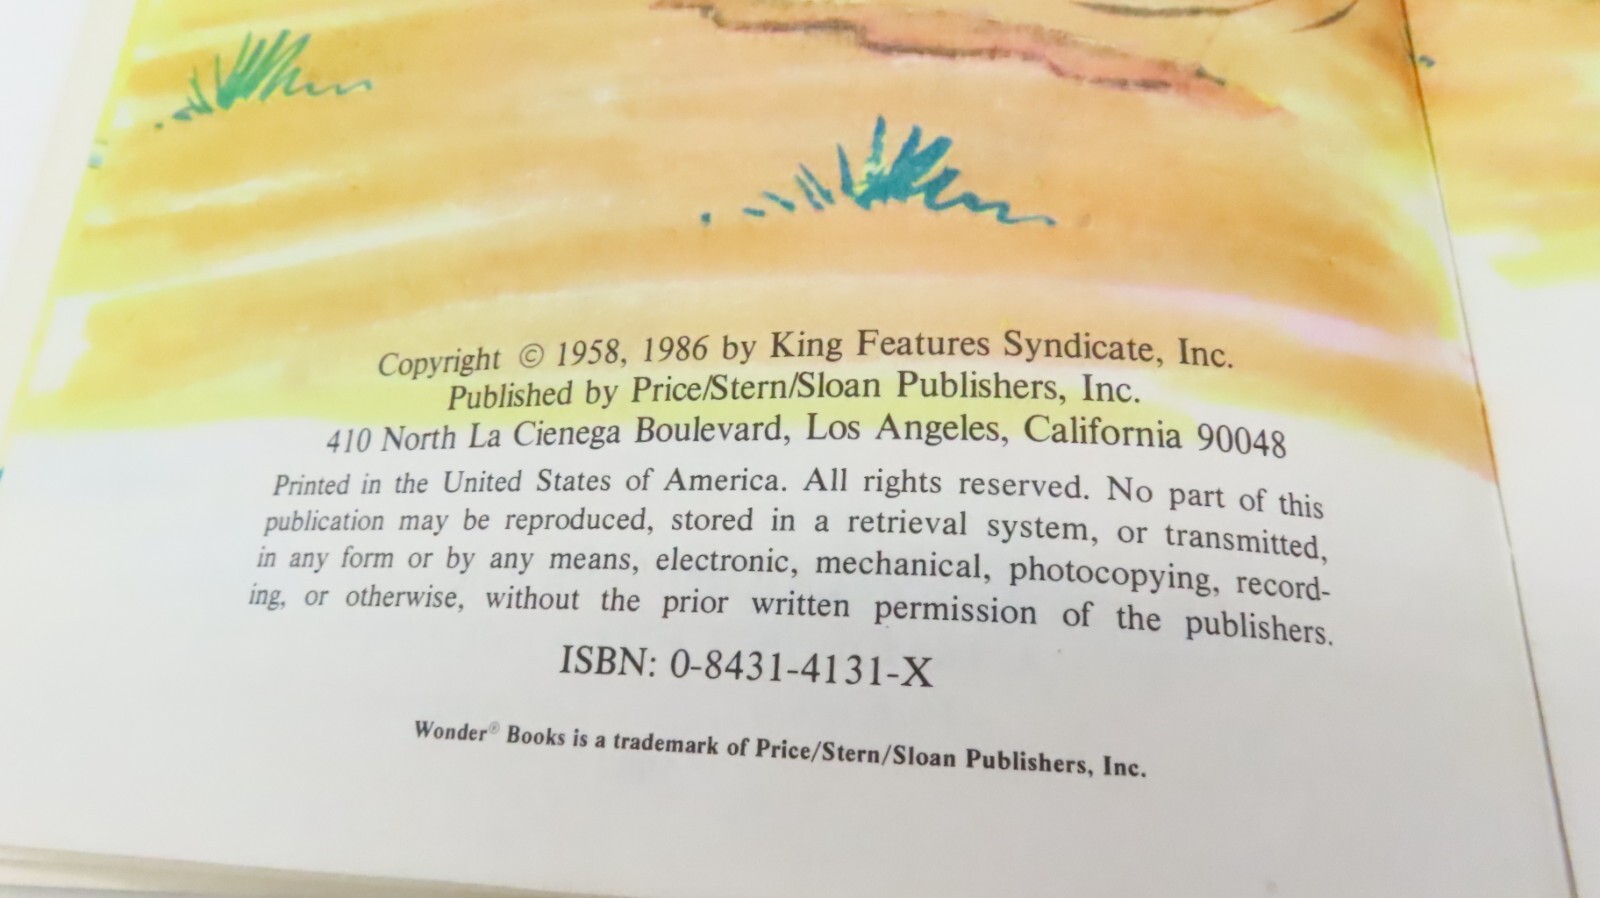 Copyright © 1958, 1986 by King Features Syndicate, Inc.
Published by Price/Stern/Sloan Publishers, Inc.
410 North La Cienega Boulevard, Los Angeles, California 90048
Printed in the United States of America. All rights reserved. No part of this
publication may be reproduced, stored in a retrieval system, or transmitted,
in any form or by any means, electronic, mechanical, photocopying, record-
ing, or otherwise, without the prior written permission of the publishers.
ISBN: 0-8431-4131-X
Wonder® Books is a trademark of Price/Stern/Sloan Publishers, Inc.